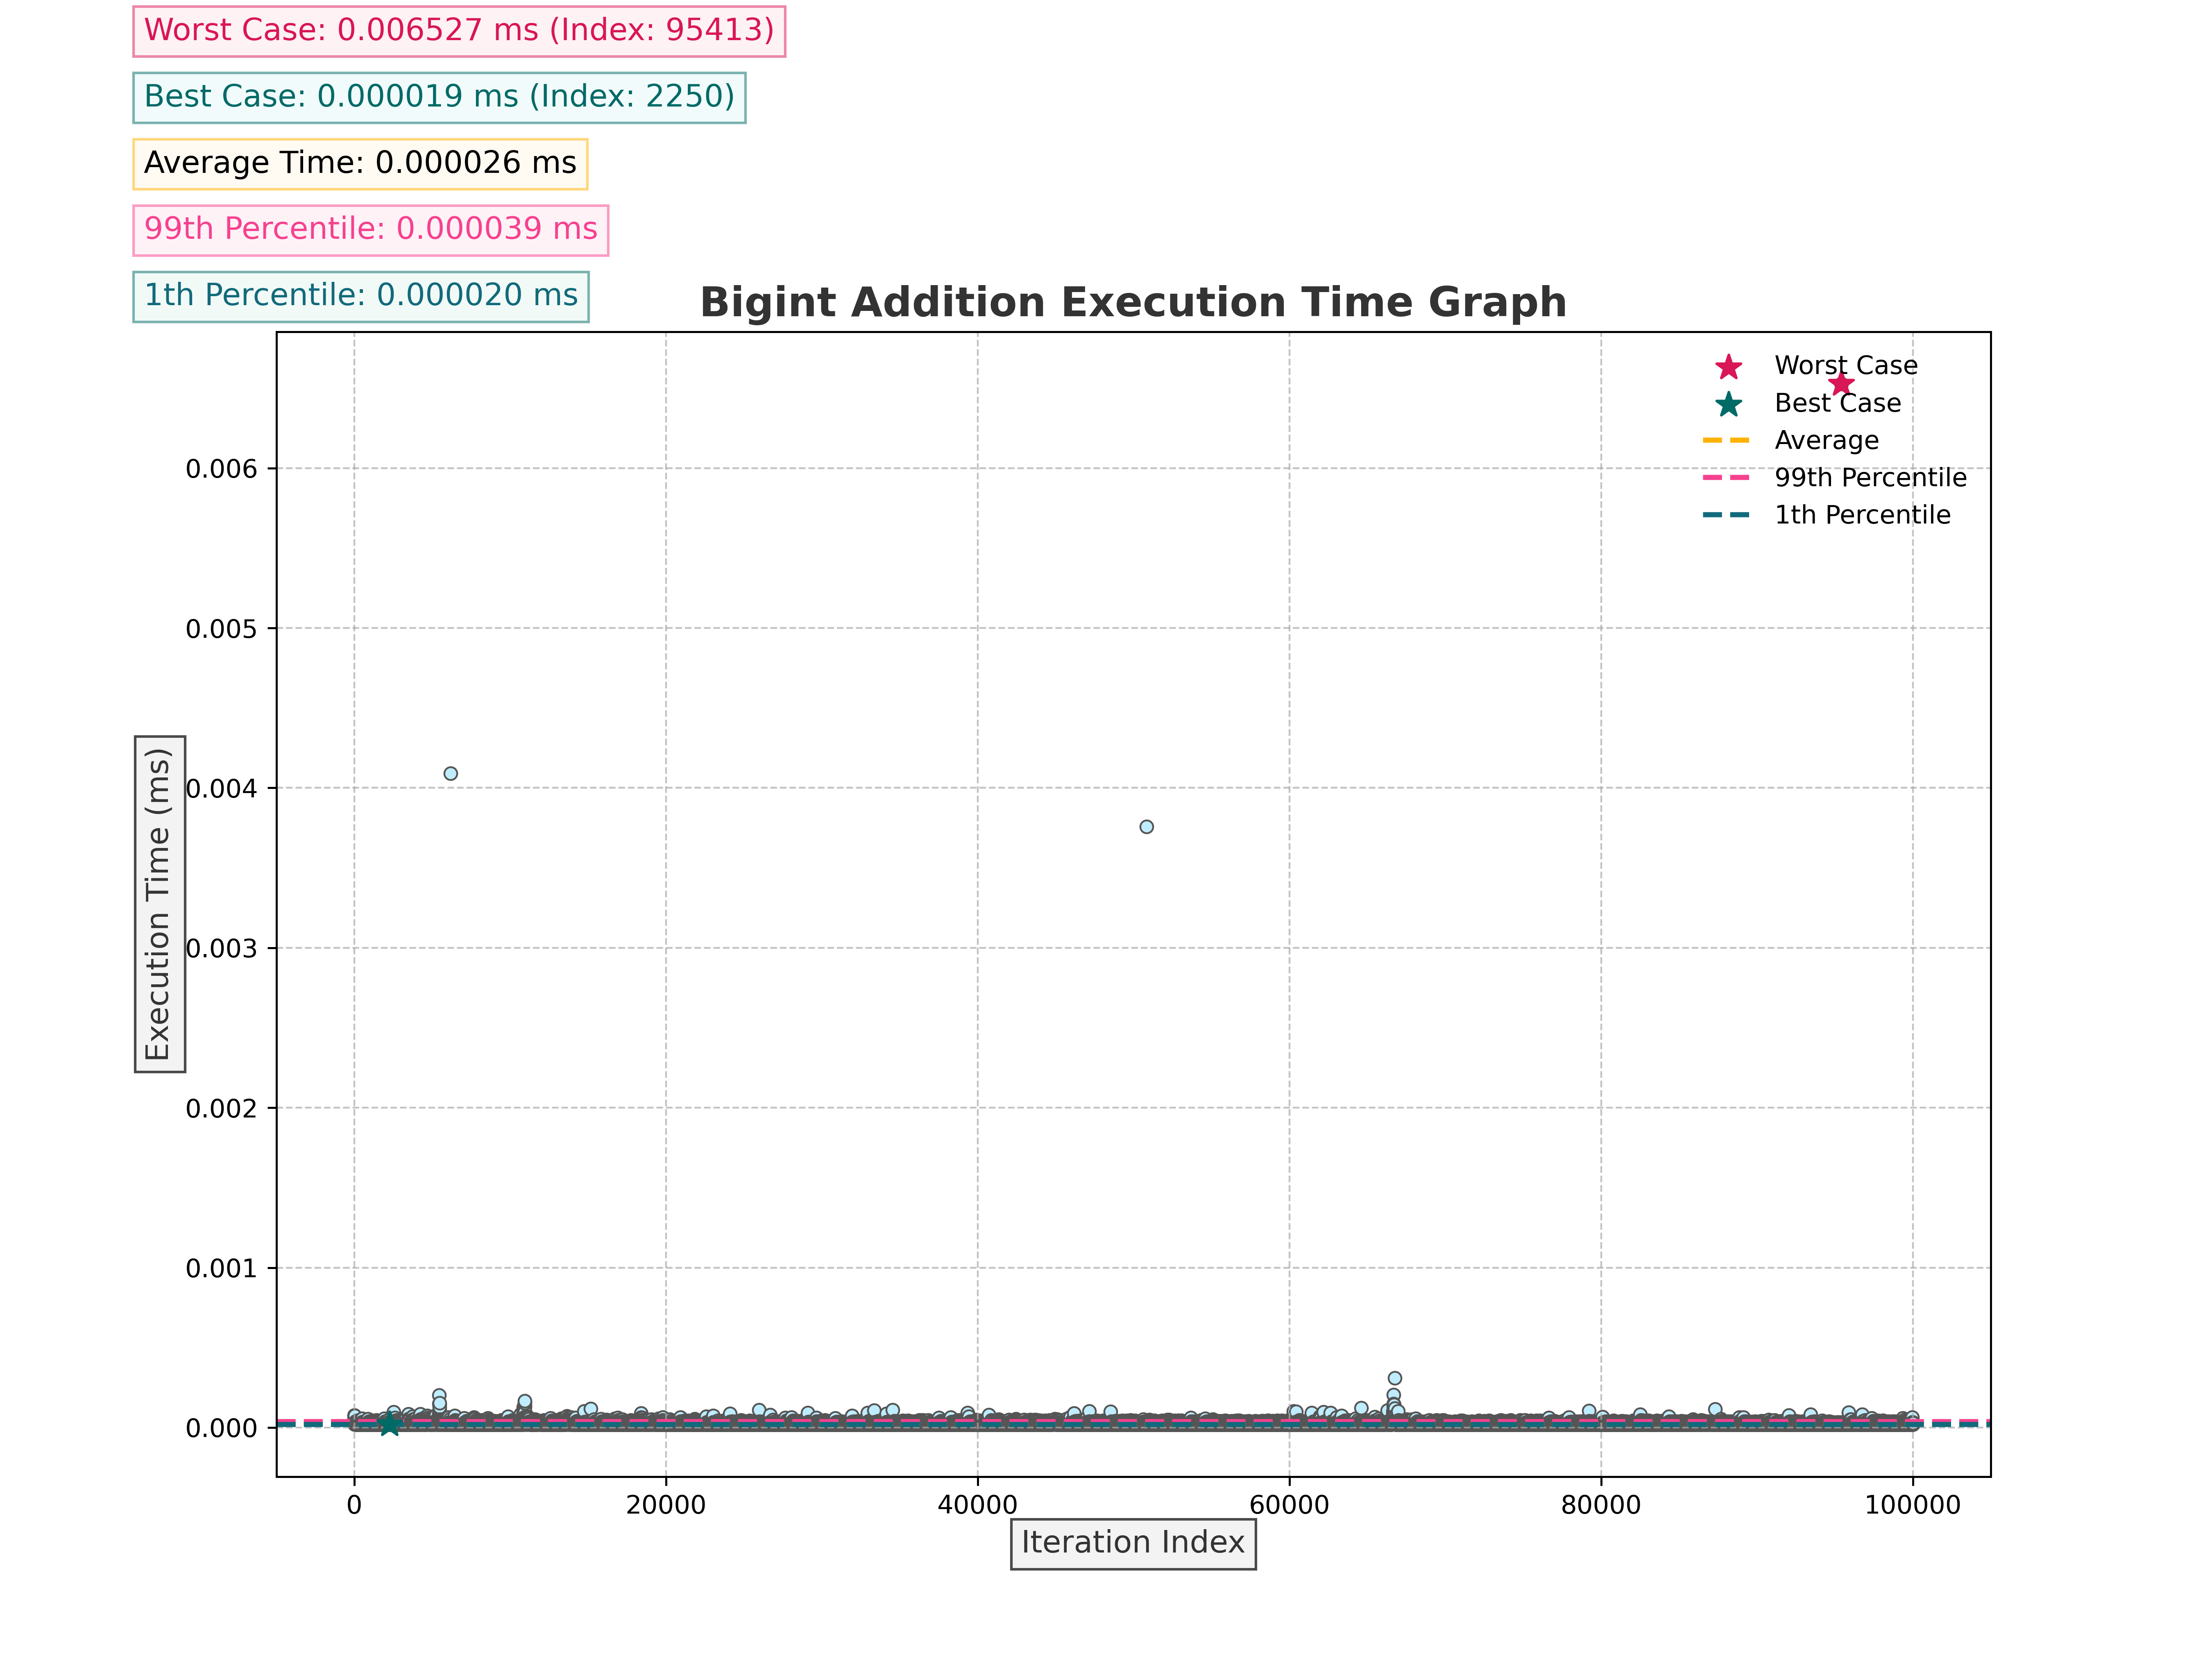 Worst Case: 0.006527 ms (Index: 95413)
Best Case: 0.000019 ms (Index: 2250)
Average Time: 0.000026 ms
99th Percentile: 0.000039 ms
1th Percentile: 0.000020 ms
Bigint Addition Execution Time Graph
Worst Case
Best Case
Average
99th Percentile
1th Percentile
0.006
0.005
0.004
0.003
0.002
0.001
0.000
Execution Time (ms)
0 20000 40000 60000 80000 100000
Iteration Index